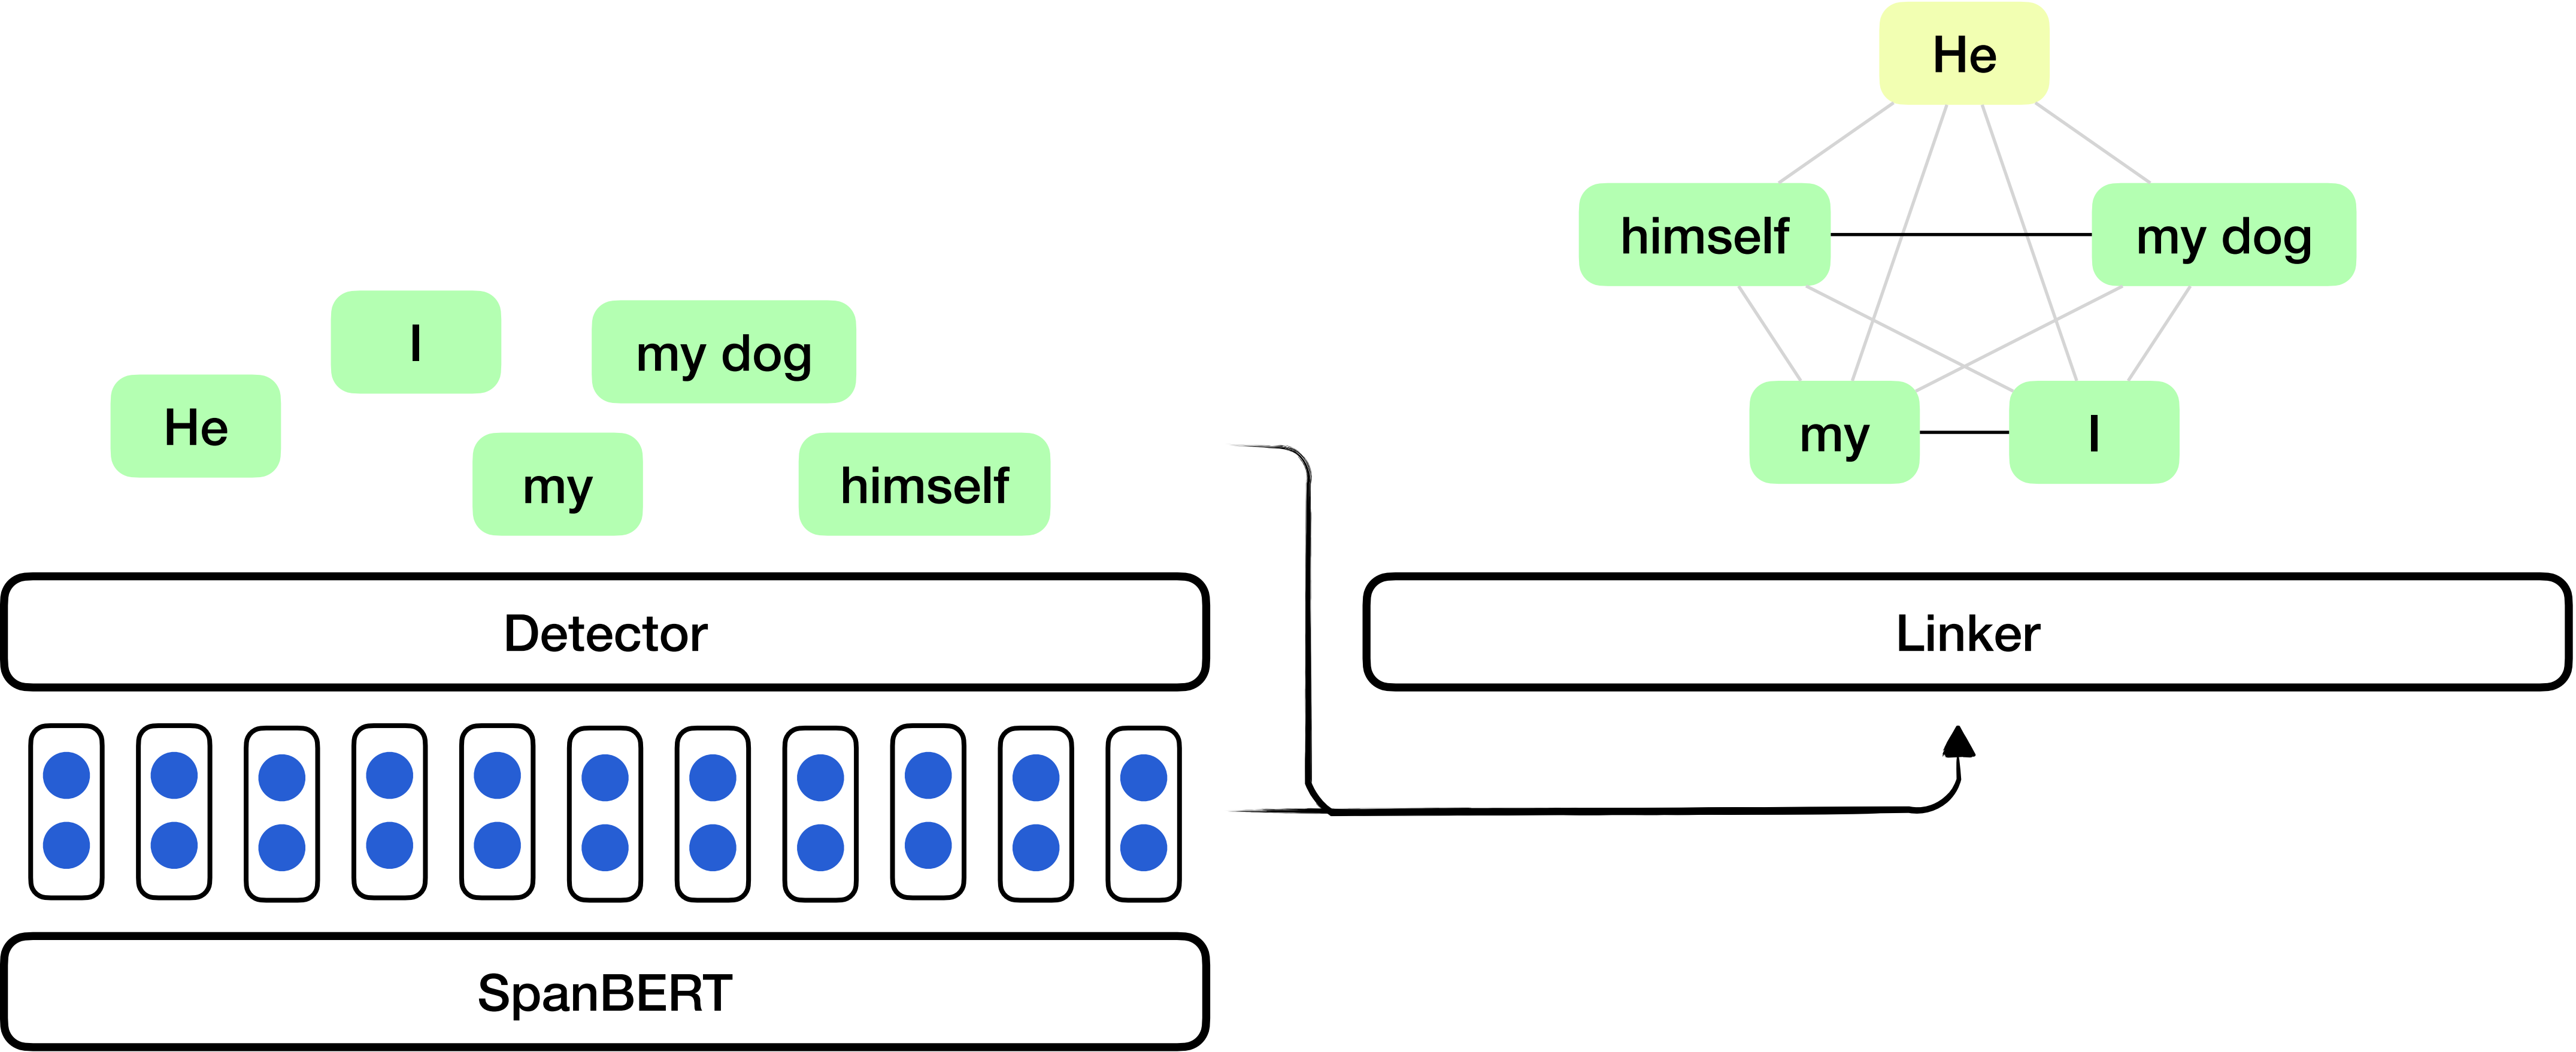 He
himself
my dog
my
I
I
my dog
He
my
himself
Detector
Linker
SpanBERT